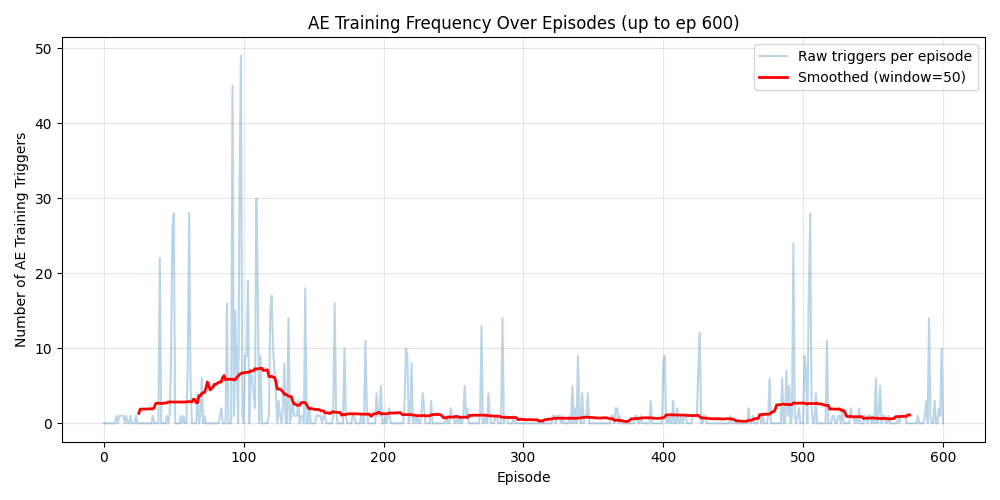 AE Training Frequency Over Episodes (up to ep 600)
Raw triggers per episode
Smoothed (window=50)
Number of AE Training Triggers
50
40
30
20
10
0
0 100 200 300 400 500 600
Episode